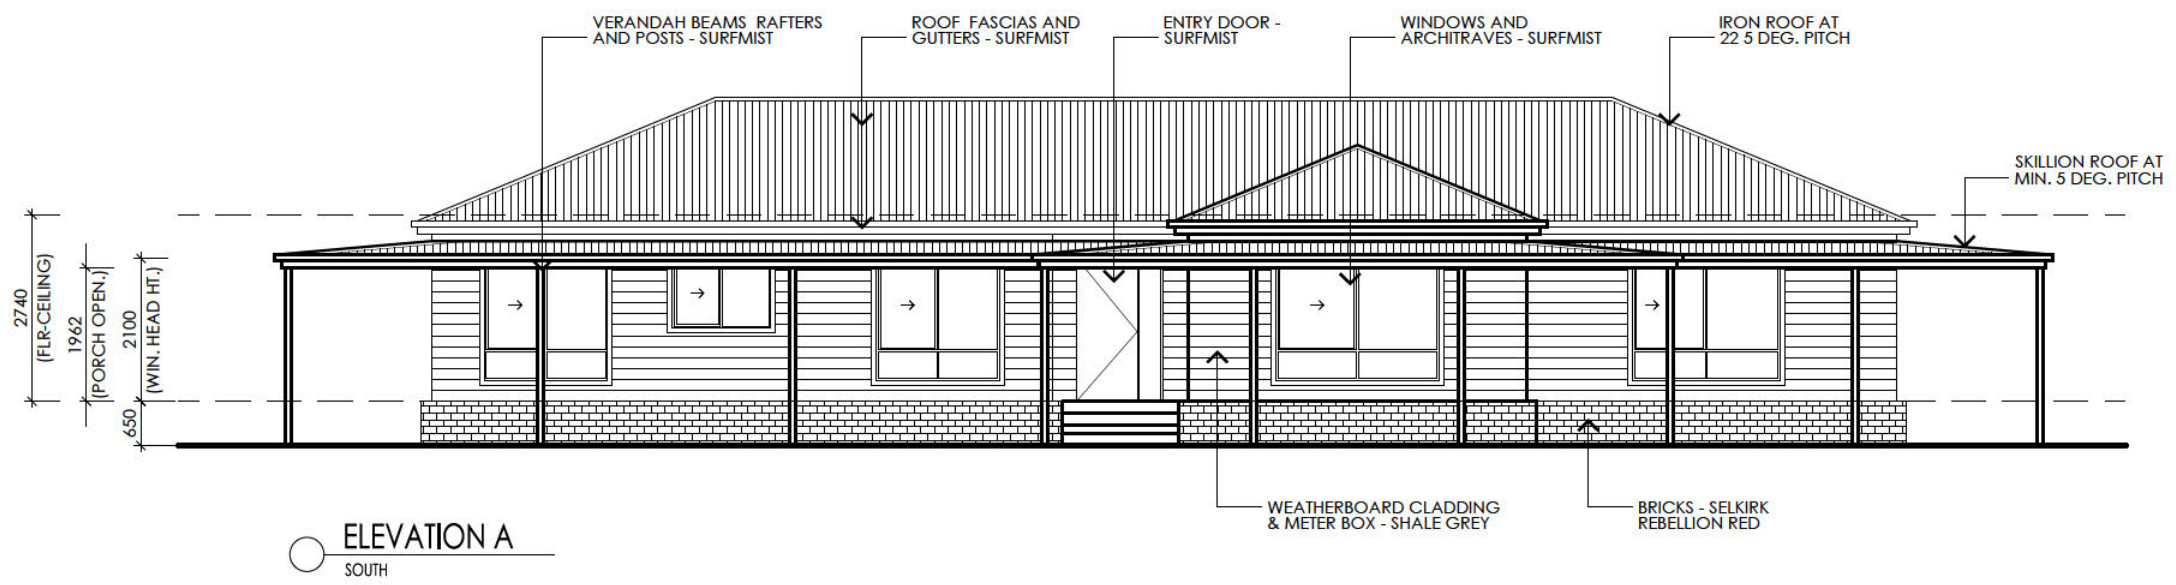 VERANDAH BEAMS RAFTERS
AND POSTS - SURFMIST
ROOF FASCIAS AND
GUTTERS - SURFMIST
ENTRY DOOR -
SURFMIST
WINDOWS AND
ARCHITRAVES - SURFMIST
IRON ROOF AT
22 5 DEG. PITCH
SKILLION ROOF AT
MIN. 5 DEG. PITCH
2740
(FLR-CEILING)
1962
(PORCH OPEN.)
2100
(WIN. HEAD HT.)
650
WEATHERBOARD CLADDING
& METER BOX - SHALE GREY
BRICKS - SELKIRK
REBELLION RED
ELEVATION A
SOUTH